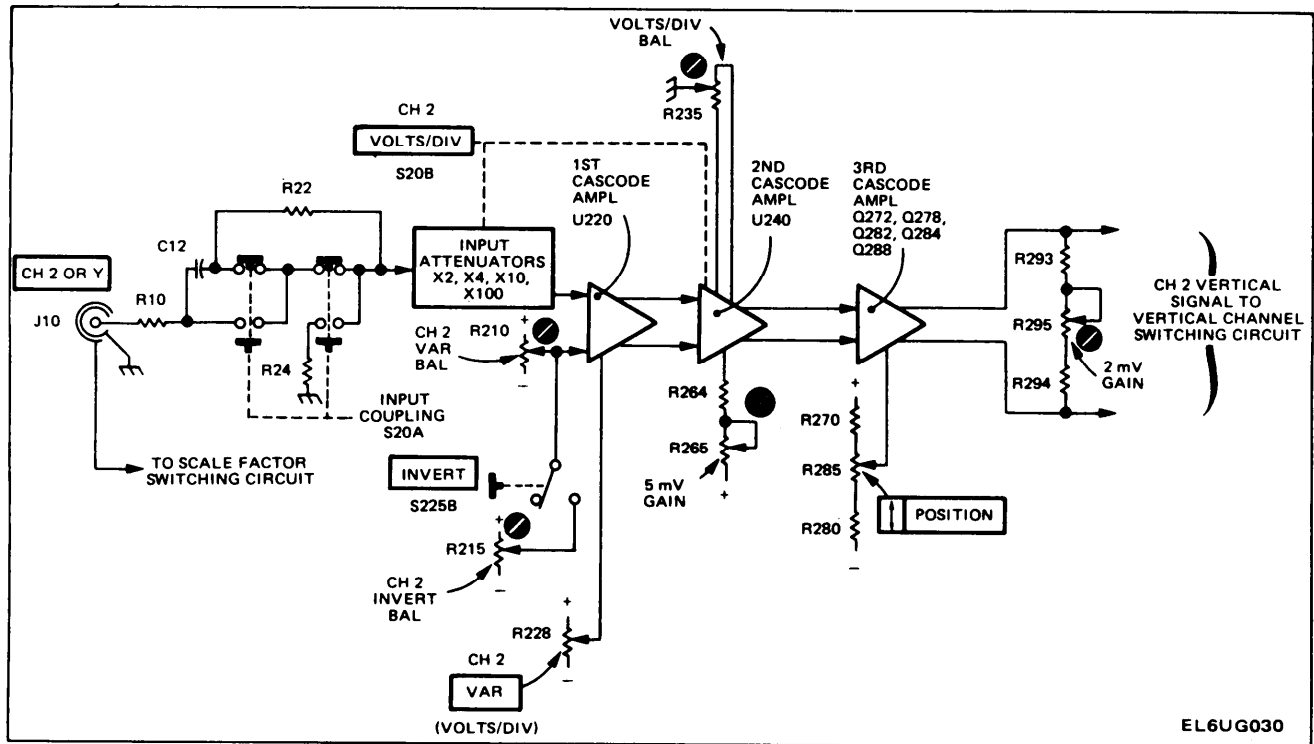 VOLTS/DIV
BAL
R235
CH 2
VOLTS/DIV
S20B
1ST
CASCODE
AMPL
U220
2ND
CASCODE
AMPL
U240
3RD
CASCODE
AMPL
Q272, Q278,
Q282, Q284
Q288
R22
C12
CH 2 OR Y
R10
J10
INPUT
ATTENUATORS
X2, X4, X10,
X100
R293
R295
2 mV
GAIN
R294
CH 2 VERTICAL
SIGNAL TO
VERTICAL CHANNEL
SWITCHING CIRCUIT
CH 2
VAR
BAL
R210
+
–
R24
INPUT
COUPLING
S20A
TO SCALE FACTOR
SWITCHING CIRCUIT
R264
R265
5 mV
GAIN
+
+
R270
R285
R280
–
POSITION
INVERT
S225B
+
R215
–
CH 2
INVERT
BAL
+
R228
–
CH 2
VAR
(VOLTS/DIV)
EL6UG030